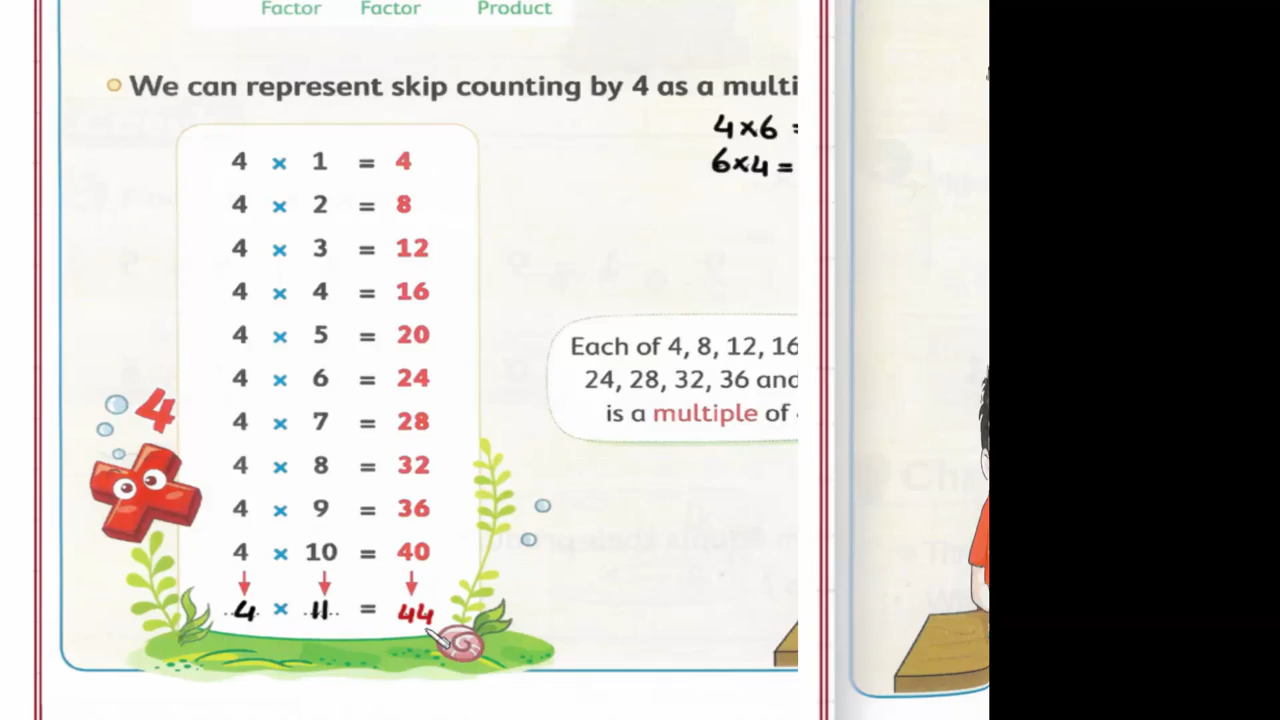 Factor Factor Product
We can represent skip counting by 4 as a multi
4×6 =
6×4 =
4 × 1 = 4
4 × 2 = 8
4 × 3 = 12
4 × 4 = 16
4 × 5 = 20
4 × 6 = 24
4 × 7 = 28
4 × 8 = 32
4 × 9 = 36
4 × 10 = 40
4 × 11 = 44
4
Each of 4, 8, 12, 16
24, 28, 32, 36 and
is a multiple of